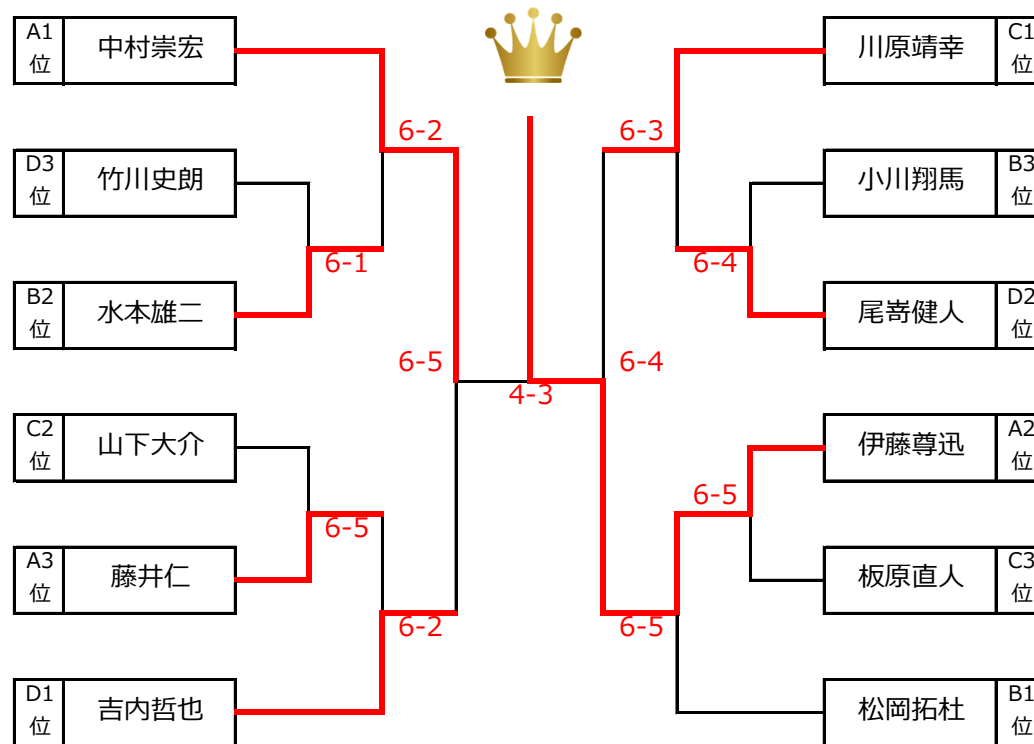 A1位 中村崇宏
D3位 竹川史朗
B2位 水本雄二
C2位 山下大介
A3位 藤井仁
D1位 吉内哲也
6-2
6-1
6-5
6-5
6-2
4-3
6-3
6-4
6-4
6-5
6-5
川原靖幸 C1位
小川翔馬 B3位
尾嵜健人 D2位
伊藤尊迅 A2位
板原直人 C3位
松岡拓杜 B1位